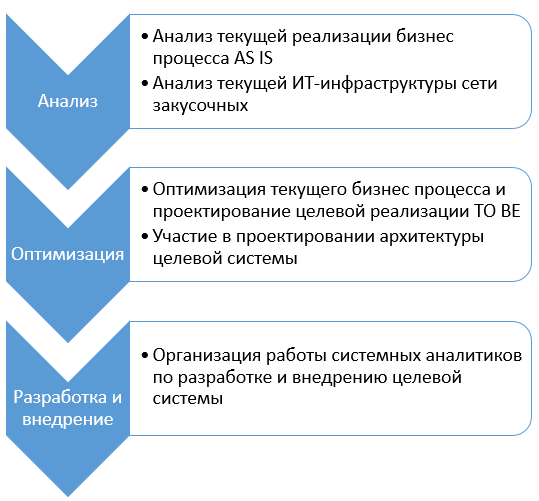 Анализ
• Анализ текущей реализации бизнес
процесса AS IS
• Анализ текущей ИТ-инфраструктуры сети
закусочных
Оптимизация
• Оптимизация текущего бизнес процесса и
проектирование целевой реализации TO BE
• Участие в проектировании архитектуры
целевой системы
Разработка и
внедрение
• Организация работы системных аналитиков
по разработке и внедрению целевой
системы